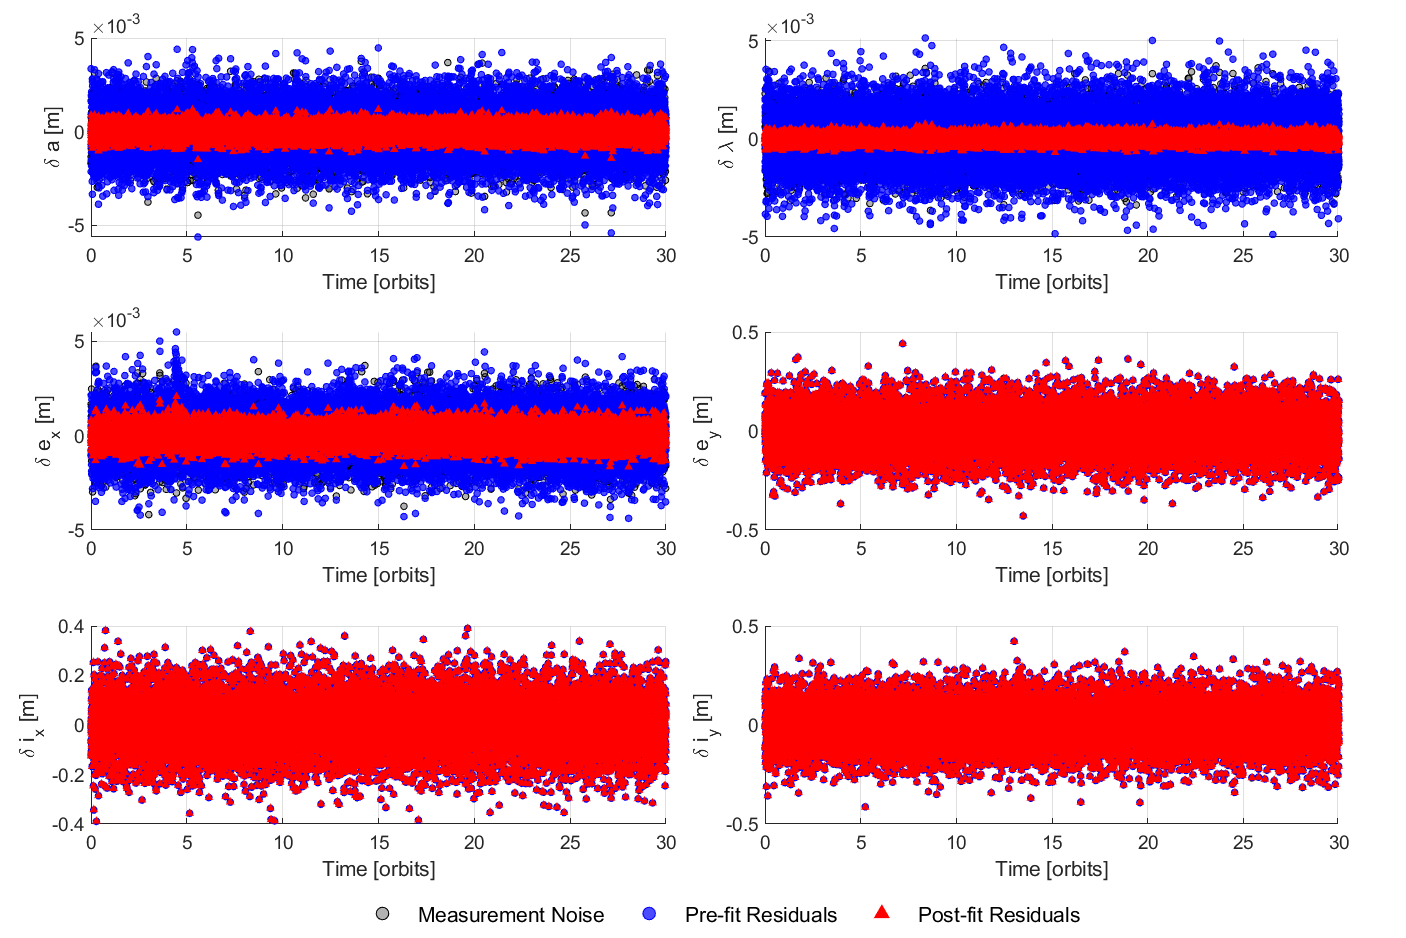 ×10⁻³
5
0
-5
δ a [m]
0 5 10 15 20 25 30
Time [orbits]
×10⁻³
5
0
-5
δ λ [m]
0 5 10 15 20 25 30
Time [orbits]
×10⁻³
5
0
-5
δ eₓ [m]
0 5 10 15 20 25 30
Time [orbits]
0.5
0
-0.5
δ e_y [m]
0 5 10 15 20 25 30
Time [orbits]
0.4
0.2
0
-0.2
-0.4
δ iₓ [m]
0 5 10 15 20 25 30
Time [orbits]
0.5
0
-0.5
δ i_y [m]
0 5 10 15 20 25 30
Time [orbits]
Measurement Noise Pre-fit Residuals Post-fit Residuals